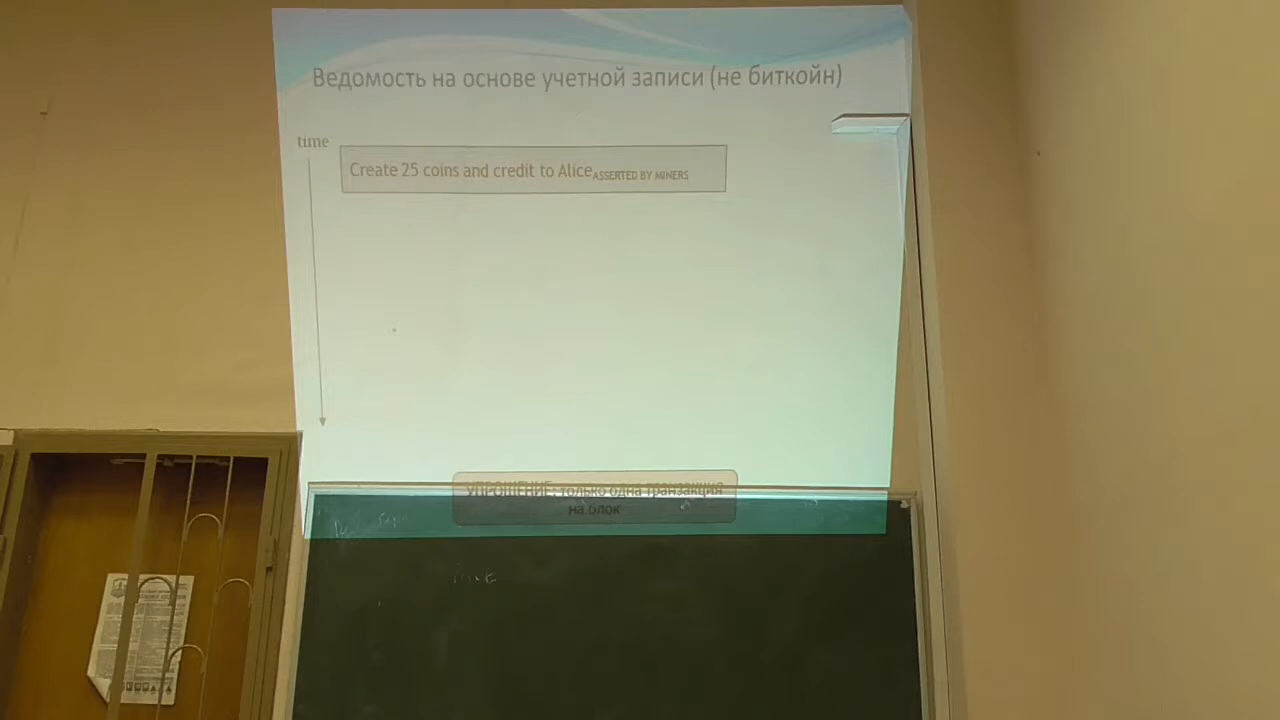 Ведомость на основе учетной записи (не биткойн)
time
Create 25 coins and credit to Alice ASSERTED BY MINERS
УПРОЩЕНИЕ: только одна транзакция
на блок